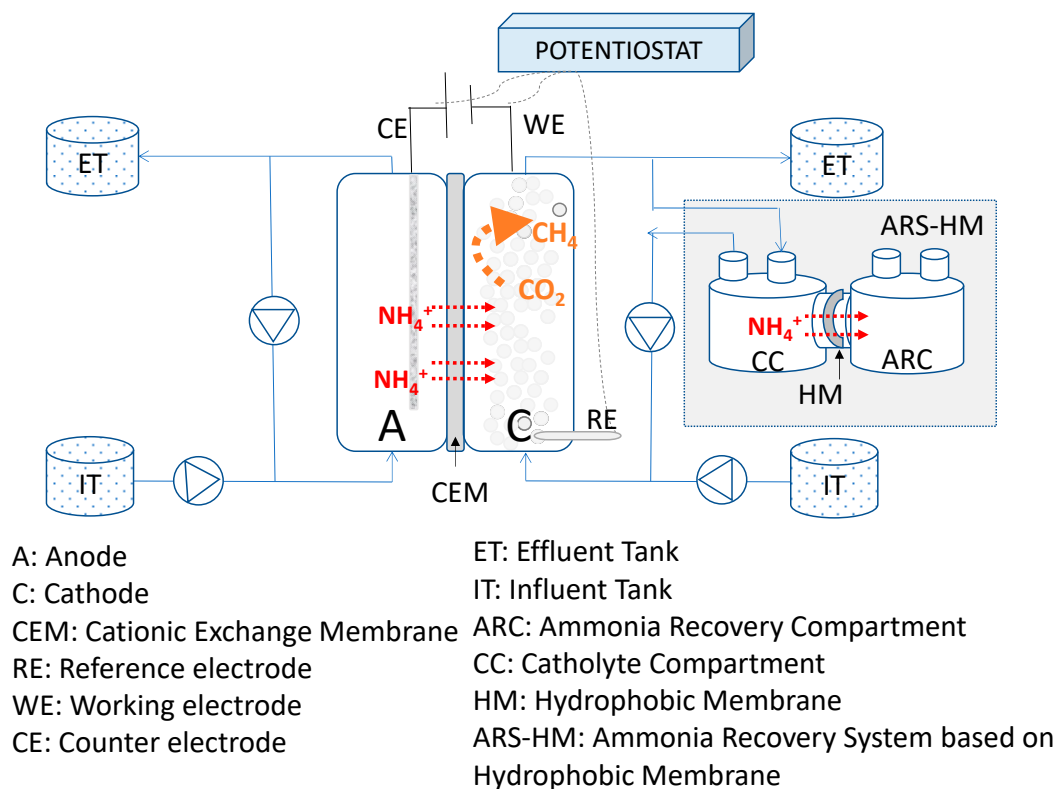 POTENTIOSTAT
CE
WE
ET
ET
ARS-HM
CH4
CO2
NH4+
NH4+
NH4+
CC
ARC
HM
A
C
RE
IT
CEM
IT
A: Anode
C: Cathode
CEM: Cationic Exchange Membrane
RE: Reference electrode
WE: Working electrode
CE: Counter electrode
ET: Effluent Tank
IT: Influent Tank
ARC: Ammonia Recovery Compartment
CC: Catholyte Compartment
HM: Hydrophobic Membrane
ARS-HM: Ammonia Recovery System based on
Hydrophobic Membrane